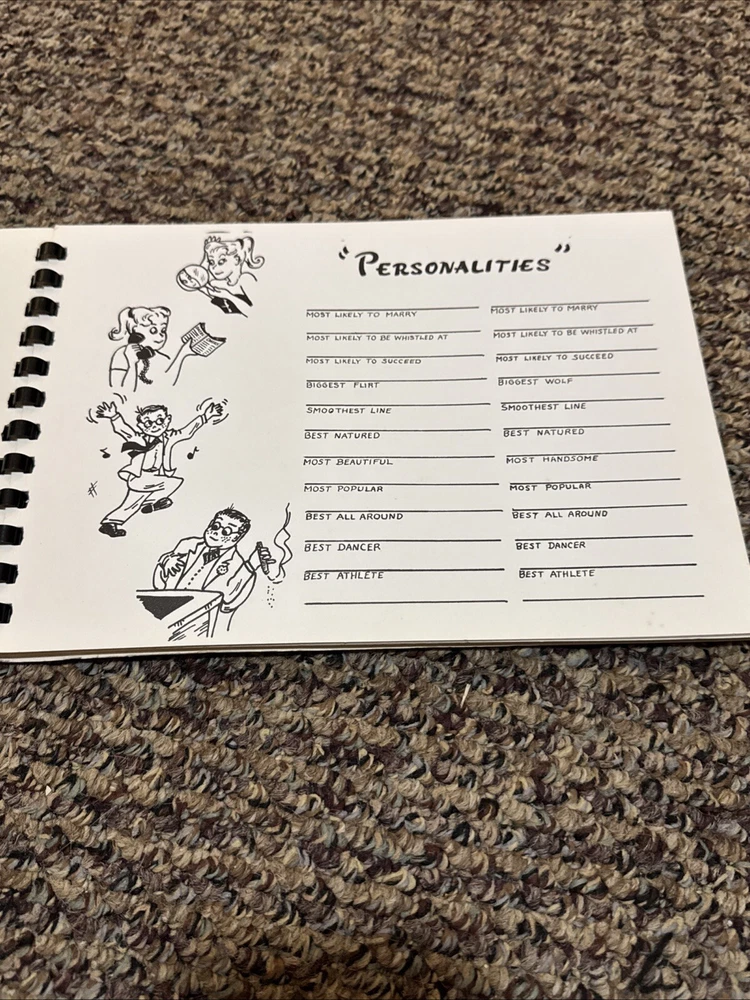 "PERSONALITIES"
MOST LIKELY TO MARRY MOST LIKELY TO MARRY
MOST LIKELY TO BE WHISTLED AT MOST LIKELY TO BE WHISTLED AT
MOST LIKELY TO SUCCEED MOST LIKELY TO SUCCEED
BIGGEST FLIRT BIGGEST WOLF
SMOOTHEST LINE SMOOTHEST LINE
BEST NATURED BEST NATURED
MOST BEAUTIFUL MOST HANDSOME
MOST POPULAR MOST POPULAR
BEST ALL AROUND BEST ALL AROUND
BEST DANCER BEST DANCER
BEST ATHLETE BEST ATHLETE